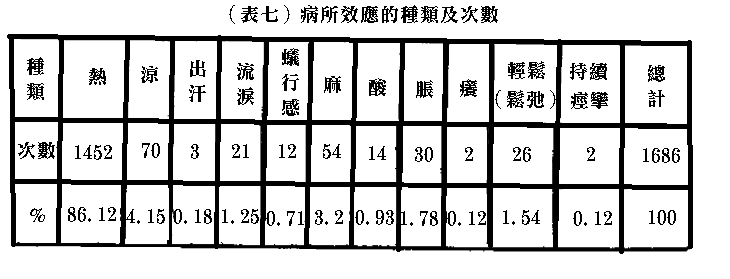 （表七）病所效應的種類及次數
種類 熱 涼 出汗 流淚 蟻行感 麻 酸 脹 癢 輕鬆（鬆弛） 持續痙攣 總計
次數 1452 70 3 21 12 54 14 30 2 26 2 1686
% 86.12 4.15 0.18 1.25 0.71 3.2 0.93 1.78 0.12 1.54 0.12 100